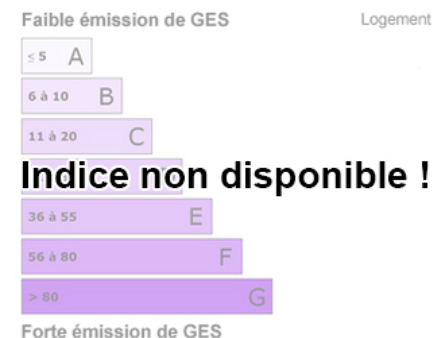 Faible émission de GES
Logement
≤ 5 A
6 à 10 B
11 à 20 C
Indice non disponible !
36 à 55 E
56 à 80 F
> 80 G
Forte émission de GES